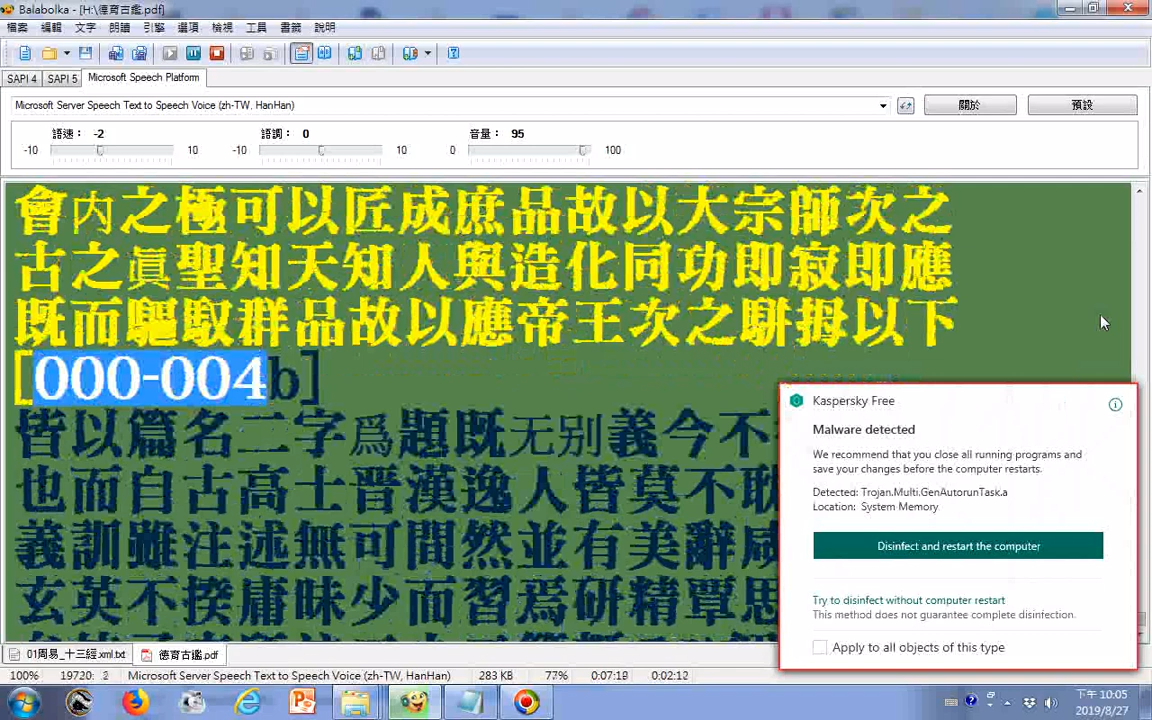 Balabolka - [H:\德育古鑑.pdf]
檔案 編輯 文字 朗讀 引擎 選項 檢視 工具 書籤 說明
SAPI 4 SAPI 5 Microsoft Speech Platform
Microsoft Server Speech Text to Speech Voice (zh-TW, HanHan) 關於 預設
語速： -2 語調： 0 音量： 95
-10 10 -10 10 0 100
會内之極可以匠成庶品故以大宗師次之
古之眞聖知天知人與造化同功即寂即應
既而驅馭群品故以應帝王次之駢拇以下
[000-004b]
皆以篇名二字爲題既无别義今不
也而自古高士晋漢逸人皆莫不耽
義訓雖注述無可間然並有美辭咸
玄英不揆庸昧少而習焉研精覃思
Kaspersky Free
Malware detected
We recommend that you close all running programs and
save your changes before the computer restarts.
Detected: Trojan.Multi.GenAutorunTask.a
Location: System Memory
Disinfect and restart the computer
Try to disinfect without computer restart
This method does not guarantee complete disinfection.
Apply to all objects of this type
01周易_十三經.xml.txt 德育古鑑.pdf
100% 19720: .2 Microsoft Server Speech Text to Speech Voice (zh-TW, HanHan) 283 KB 77% 0:07:19 0:02:12
下午 10:05
2019/8/27